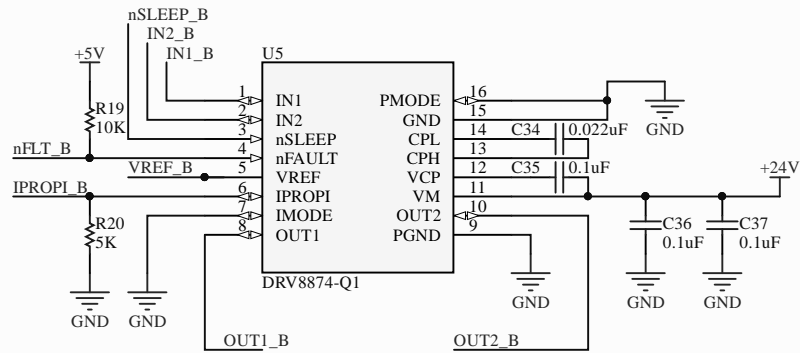 nSLEEP_B
IN2_B
IN1_B
U5
+5V
R19
10K
nFLT_B
VREF_B
IPROPI_B
R20
5K
GND
GND
1 IN1
2 IN2
3 nSLEEP
4 nFAULT
5 VREF
6 IPROPI
7 IMODE
8 OUT1
PMODE 16
GND 15
CPL 14
CPH 13
VCP 12
VM 11
OUT2 10
PGND 9
DRV8874-Q1
OUT1_B
OUT2_B
GND
C34 0.022uF
C35 0.1uF
+24V
C36
0.1uF
C37
0.1uF
GND
GND
GND